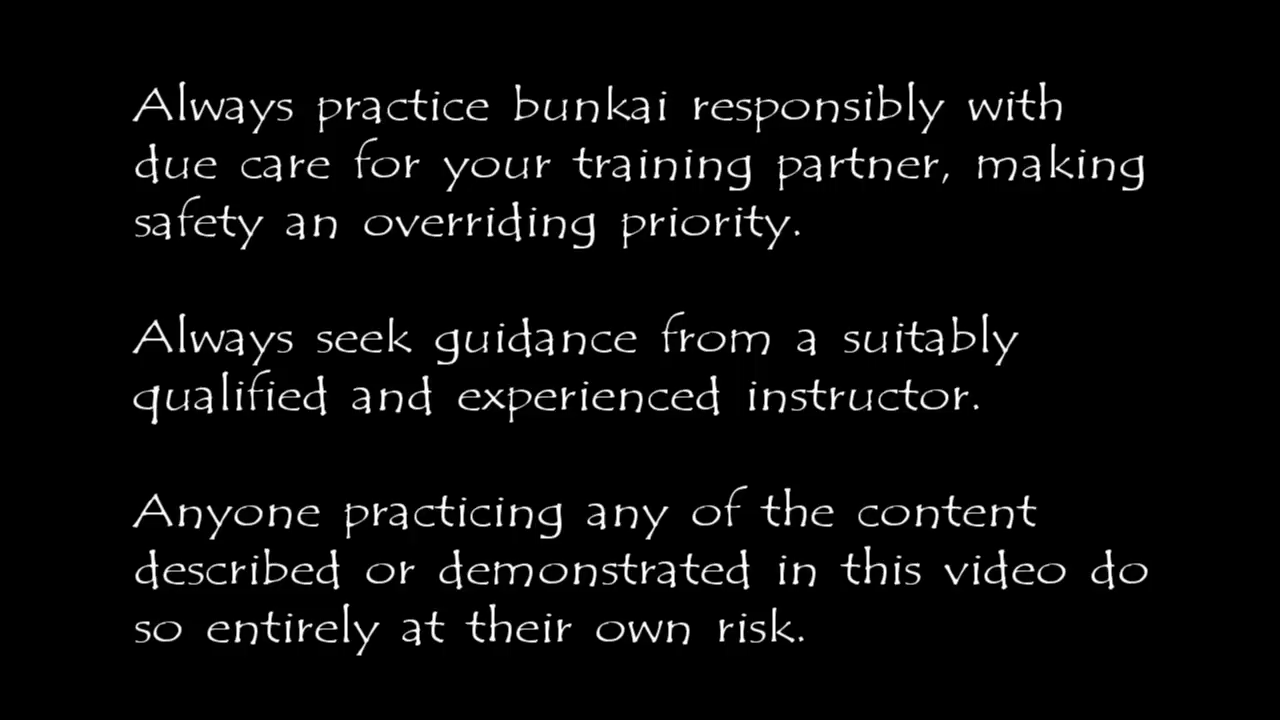 Always practice bunkai responsibly with
due care for your training partner, making
safety an overriding priority.
Always seek guidance from a suitably
qualified and experienced instructor.
Anyone practicing any of the content
described or demonstrated in this video do
so entirely at their own risk.